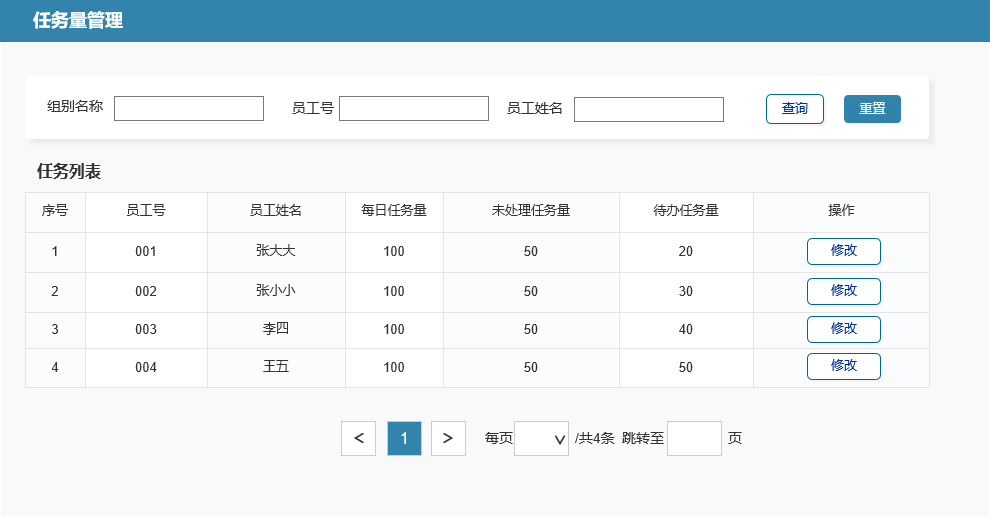 任务量管理
组别名称 员工号 员工姓名 查询 重置
任务列表
序号 员工号 员工姓名 每日任务量 未处理任务量 待办任务量 操作
1 001 张大大 100 50 20 修改
2 002 张小小 100 50 30 修改
3 003 李四 100 50 40 修改
4 004 王五 100 50 50 修改
< 1 > 每页 /共4条 跳转至 页